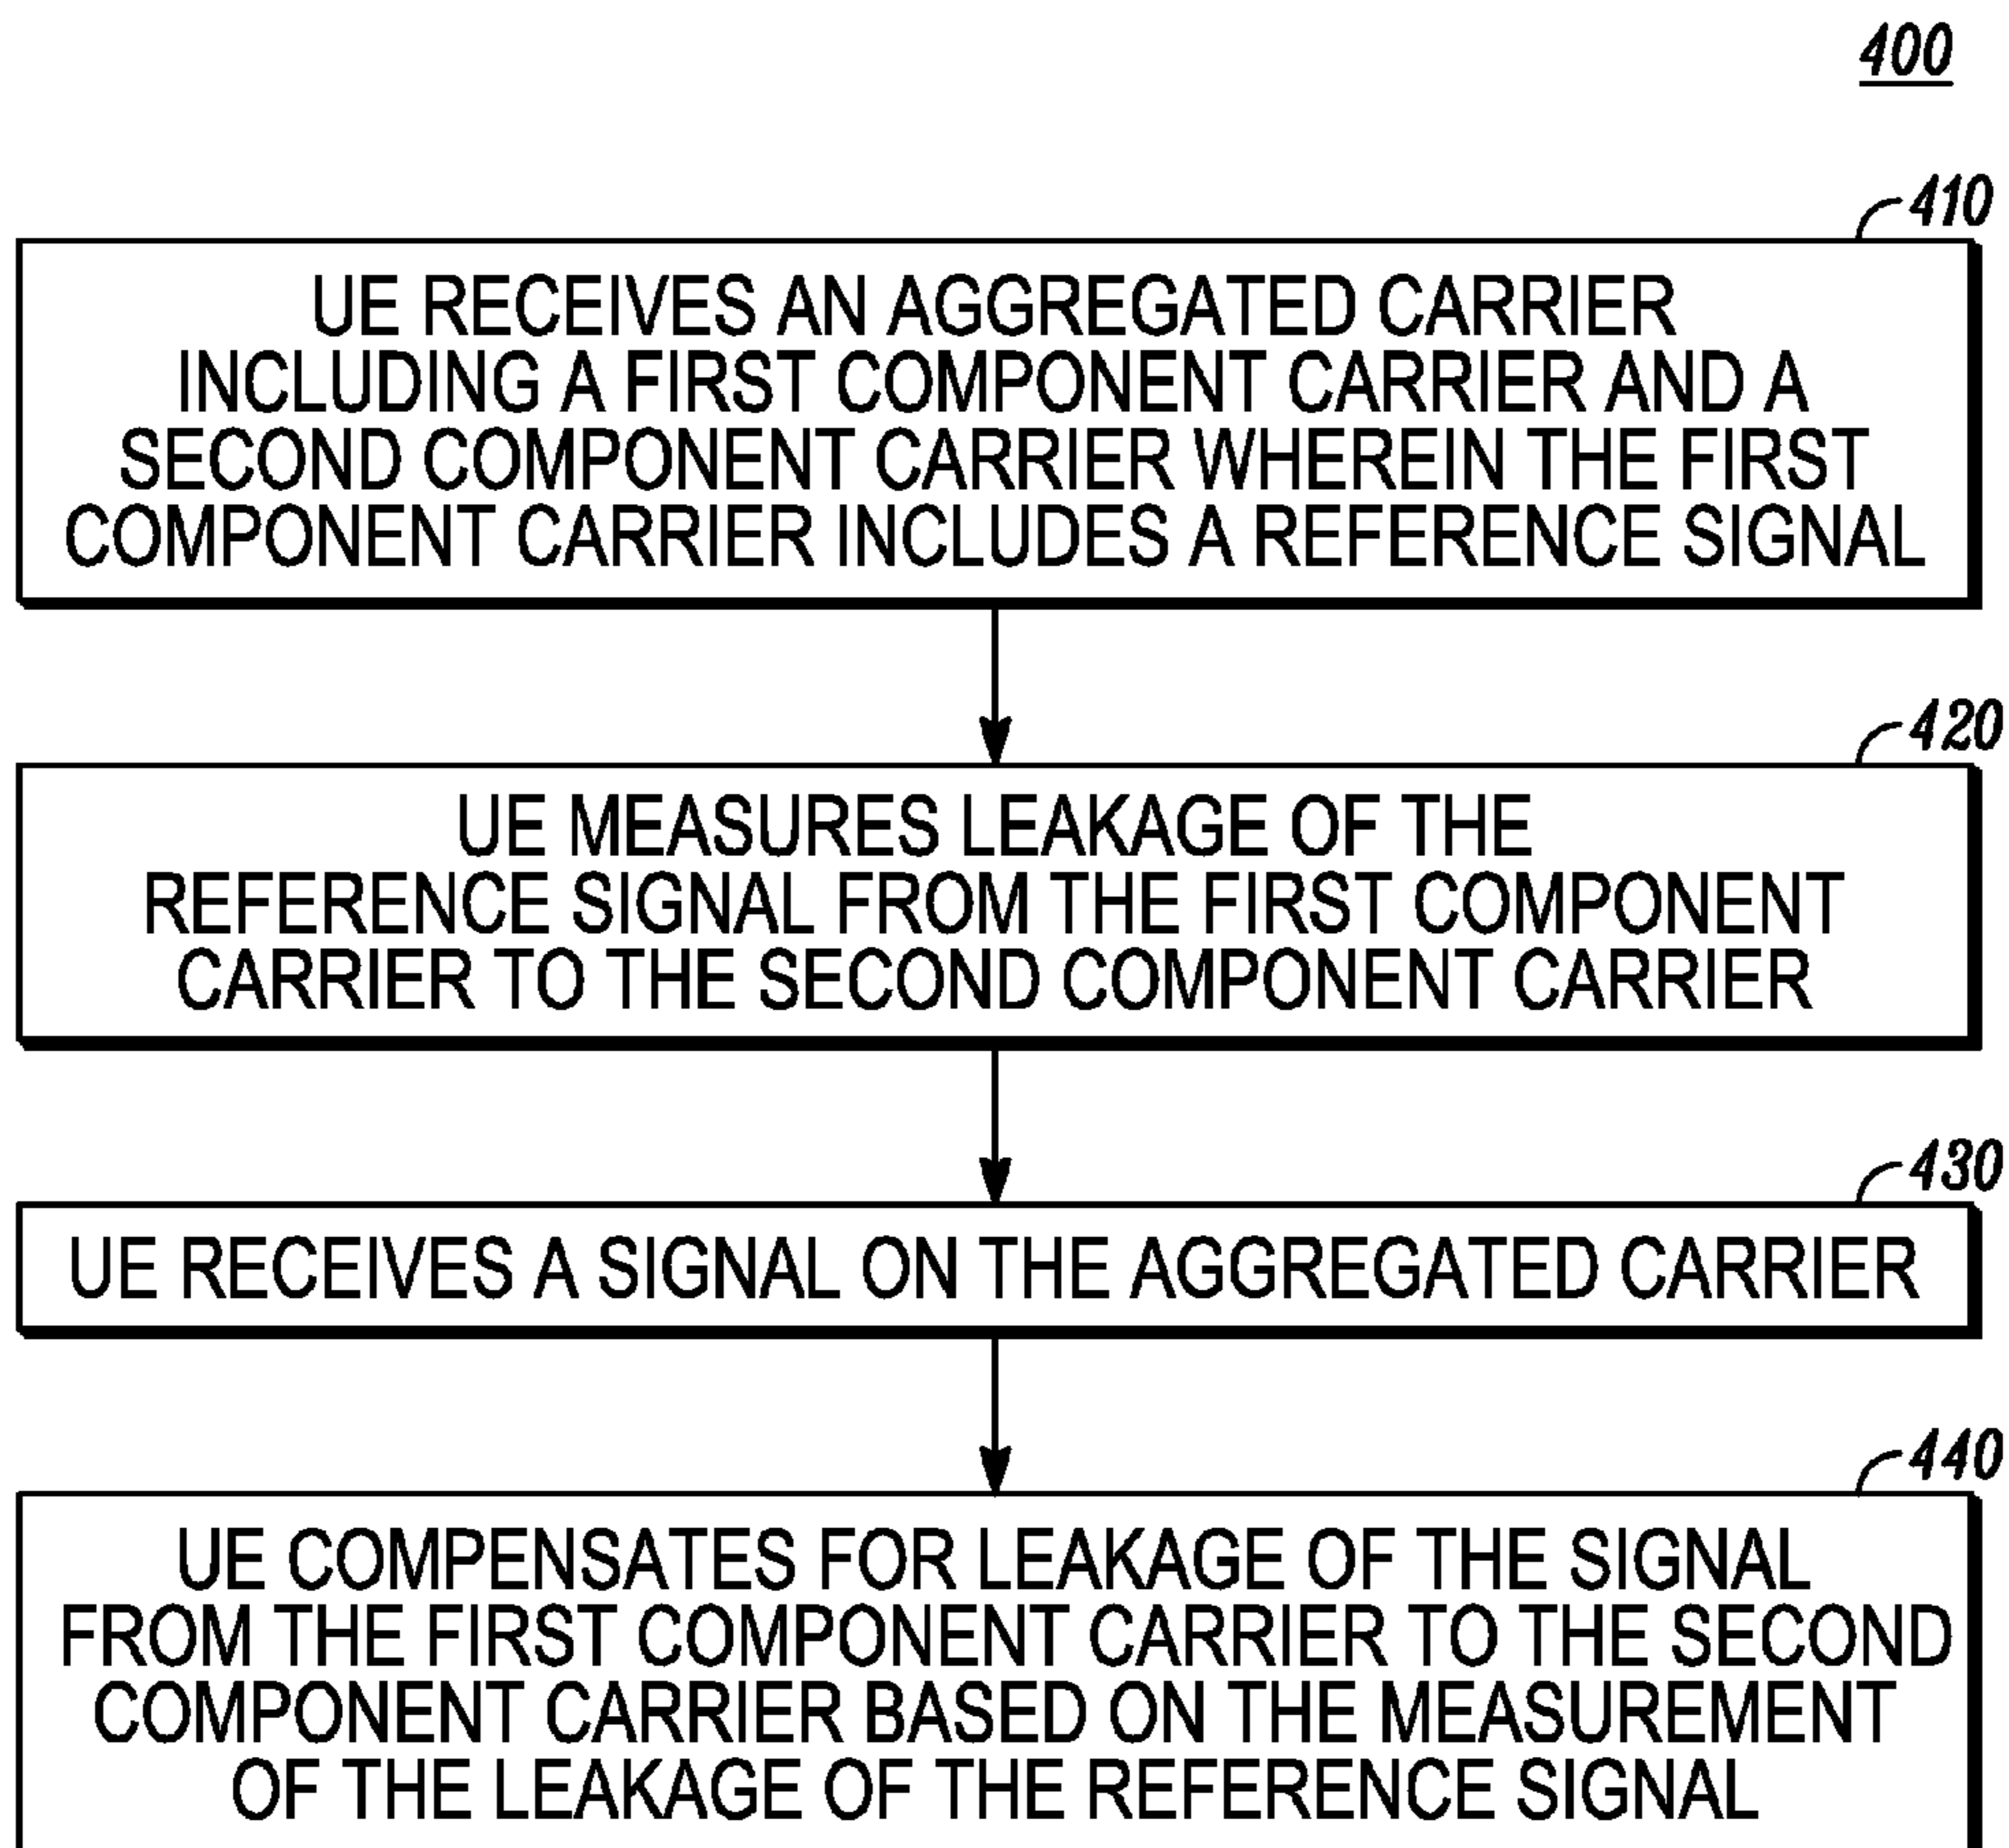 400
410
UE RECEIVES AN AGGREGATED CARRIER
INCLUDING A FIRST COMPONENT CARRIER AND A
SECOND COMPONENT CARRIER WHEREIN THE FIRST
COMPONENT CARRIER INCLUDES A REFERENCE SIGNAL
420
UE MEASURES LEAKAGE OF THE
REFERENCE SIGNAL FROM THE FIRST COMPONENT
CARRIER TO THE SECOND COMPONENT CARRIER
430
UE RECEIVES A SIGNAL ON THE AGGREGATED CARRIER
440
UE COMPENSATES FOR LEAKAGE OF THE SIGNAL
FROM THE FIRST COMPONENT CARRIER TO THE SECOND
COMPONENT CARRIER BASED ON THE MEASUREMENT
OF THE LEAKAGE OF THE REFERENCE SIGNAL